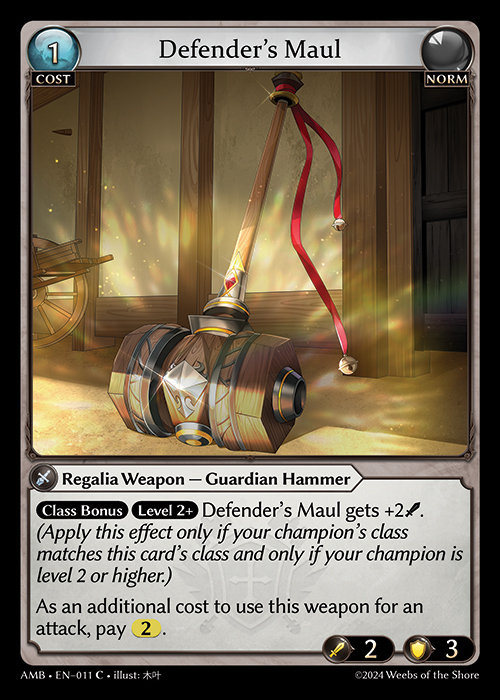 1
Defender's Maul
COST
NORM
Regalia Weapon — Guardian Hammer
Class Bonus Level 2+ Defender's Maul gets +2.
(Apply this effect only if your champion's class
matches this card's class and only if your champion is
level 2 or higher.)
As an additional cost to use this weapon for an
attack, pay 2.
2
3
AMB • EN-011 C • illust: 木叶
©2024 Weebs of the Shore